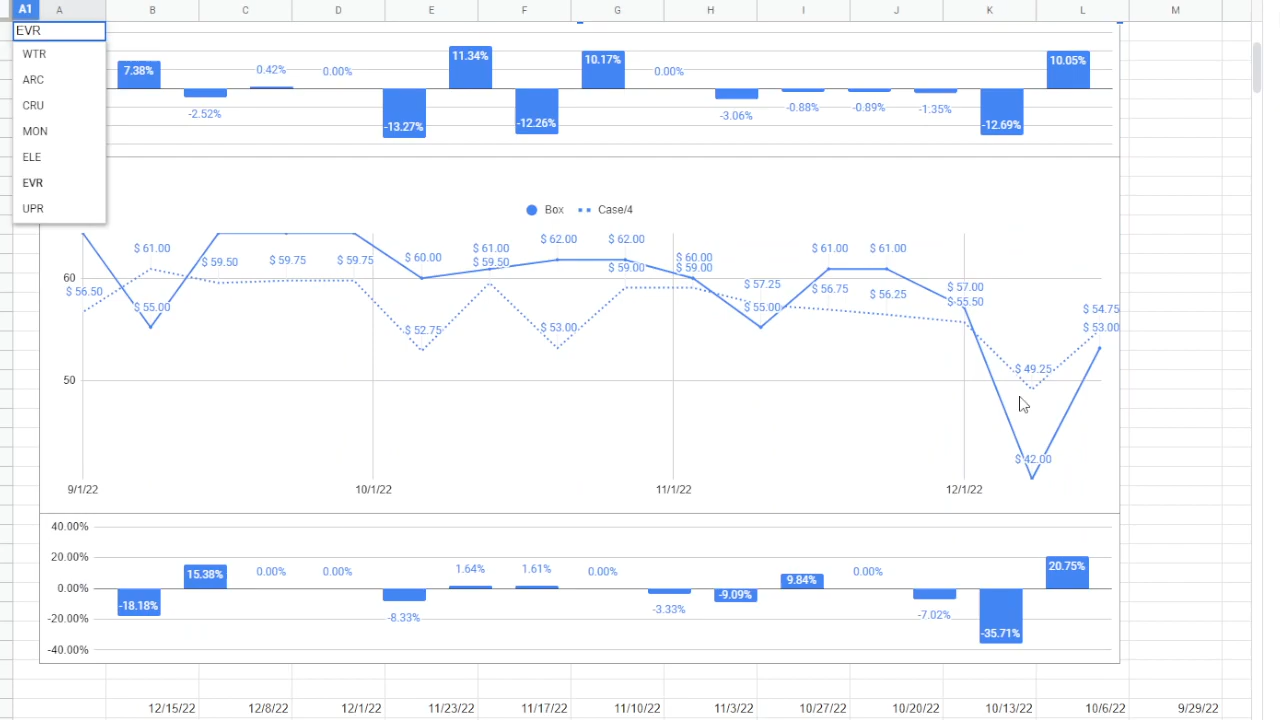 A1 A B C D E F G H I J K L M
EVR
WTR
ARC
CRU
MON
ELE
EVR
UPR
7.38% -2.52% 0.42% 0.00% -13.27% 11.34% -12.26% 10.17% 0.00% -3.06% -0.88% -0.89% -1.35% -12.69% 10.05%
Box Case/4
$ 61.00 $ 59.50 $ 59.75 $ 59.75 $ 60.00 $ 61.00 $ 62.00 $ 62.00 $ 60.00 $ 57.25 $ 61.00 $ 61.00 $ 57.00 $ 54.75
60 $ 56.50 $ 55.00 $ 52.75 $ 59.50 $ 53.00 $ 59.00 $ 59.00 $ 55.00 $ 56.75 $ 56.25 $ 55.50 $ 49.25 $ 53.00
50
$ 42.00
9/1/22 10/1/22 11/1/22 12/1/22
40.00%
20.00%
0.00%
-20.00%
-40.00%
-18.18% 15.38% 0.00% 0.00% -8.33% 1.64% 1.61% 0.00% -3.33% -9.09% 9.84% 0.00% -7.02% -35.71% 20.75%
12/15/22 12/8/22 12/1/22 11/23/22 11/17/22 11/10/22 11/3/22 10/27/22 10/20/22 10/13/22 10/6/22 9/29/22